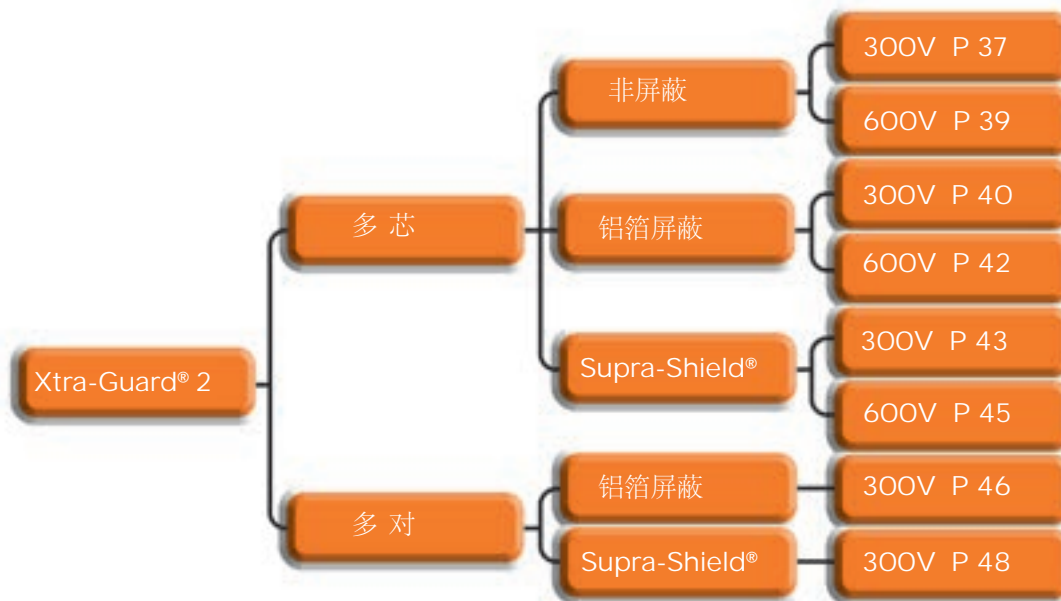 300V P 37
非屏蔽
600V P 39
300V P 40
多 芯
铝箔屏蔽
600V P 42
300V P 43
Supra-Shield®
Xtra-Guard® 2
600V P 45
铝箔屏蔽
300V P 46
多 对
Supra-Shield®
300V P 48